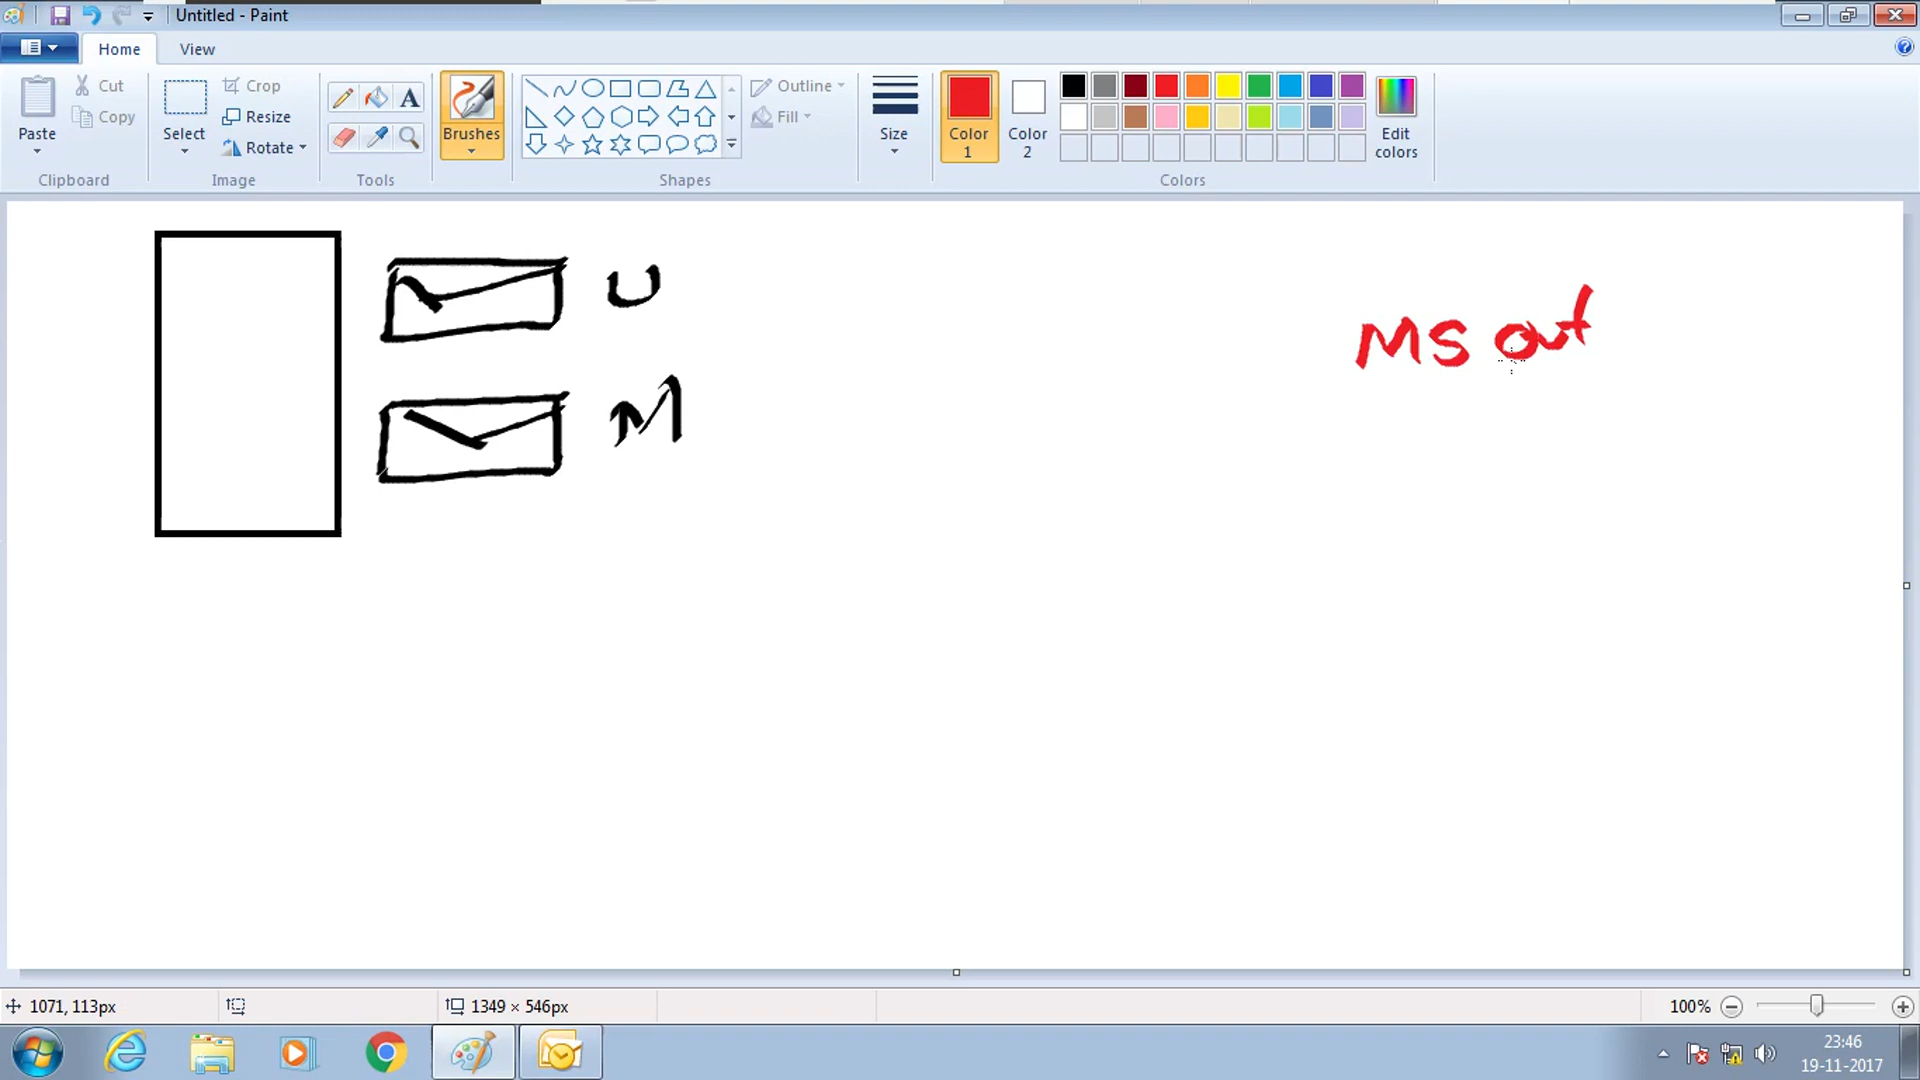 Untitled - Paint
Home View
Paste
Cut
Copy
Clipboard
Select
Crop
Resize
Rotate
Image
Tools
Brushes
Shapes
Outline
Fill
Size
Color 1
Color 2
Edit colors
Colors
U
M
MS out
1071, 113px
1349 × 546px
100%
23:46
19-11-2017